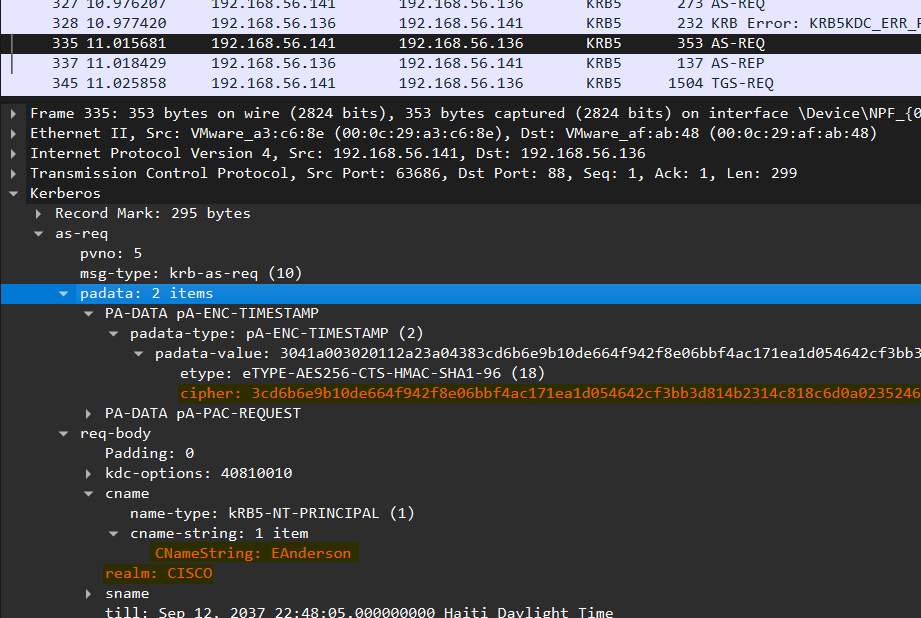 327 10.976207 192.168.56.141 192.168.56.136 KRB5 273 AS-REQ
328 10.977420 192.168.56.136 192.168.56.141 KRB5 232 KRB Error: KRB5KDC_ERR_
335 11.015681 192.168.56.141 192.168.56.136 KRB5 353 AS-REQ
337 11.018429 192.168.56.136 192.168.56.141 KRB5 137 AS-REP
345 11.025858 192.168.56.141 192.168.56.136 KRB5 1504 TGS-REQ
Frame 335: 353 bytes on wire (2824 bits), 353 bytes captured (2824 bits) on interface \Device\NPF_{0
Ethernet II, Src: VMware_a3:c6:8e (00:0c:29:a3:c6:8e), Dst: VMware_af:ab:48 (00:0c:29:af:ab:48)
Internet Protocol Version 4, Src: 192.168.56.141, Dst: 192.168.56.136
Transmission Control Protocol, Src Port: 63686, Dst Port: 88, Seq: 1, Ack: 1, Len: 299
Kerberos
Record Mark: 295 bytes
as-req
pvno: 5
msg-type: krb-as-req (10)
padata: 2 items
PA-DATA pA-ENC-TIMESTAMP
padata-type: pA-ENC-TIMESTAMP (2)
padata-value: 3041a003020112a23a04383cd6b6e9b10de664f942f8e06bbf4ac171ea1d054642cf3bb3
etype: eTYPE-AES256-CTS-HMAC-SHA1-96 (18)
cipher: 3cd6b6e9b10de664f942f8e06bbf4ac171ea1d054642cf3bb3d814b2314c818c6d0a0235246
PA-DATA pA-PAC-REQUEST
req-body
Padding: 0
kdc-options: 40810010
cname
name-type: kRB5-NT-PRINCIPAL (1)
cname-string: 1 item
CNameString: EAnderson
realm: CISCO
sname
till: Sep 12, 2037 22:48:05.000000000 Haiti Daylight Time